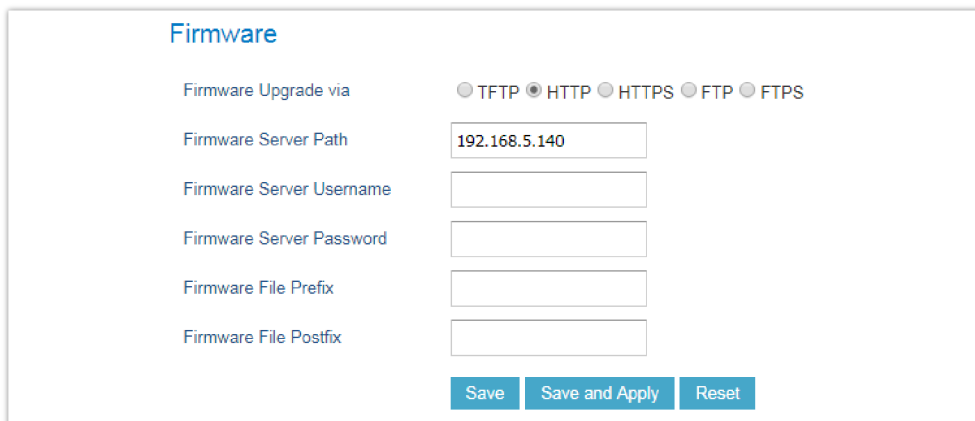 Firmware
Firmware Upgrade via TFTP HTTP HTTPS FTP FTPS
Firmware Server Path 192.168.5.140
Firmware Server Username
Firmware Server Password
Firmware File Prefix
Firmware File Postfix
Save Save and Apply Reset